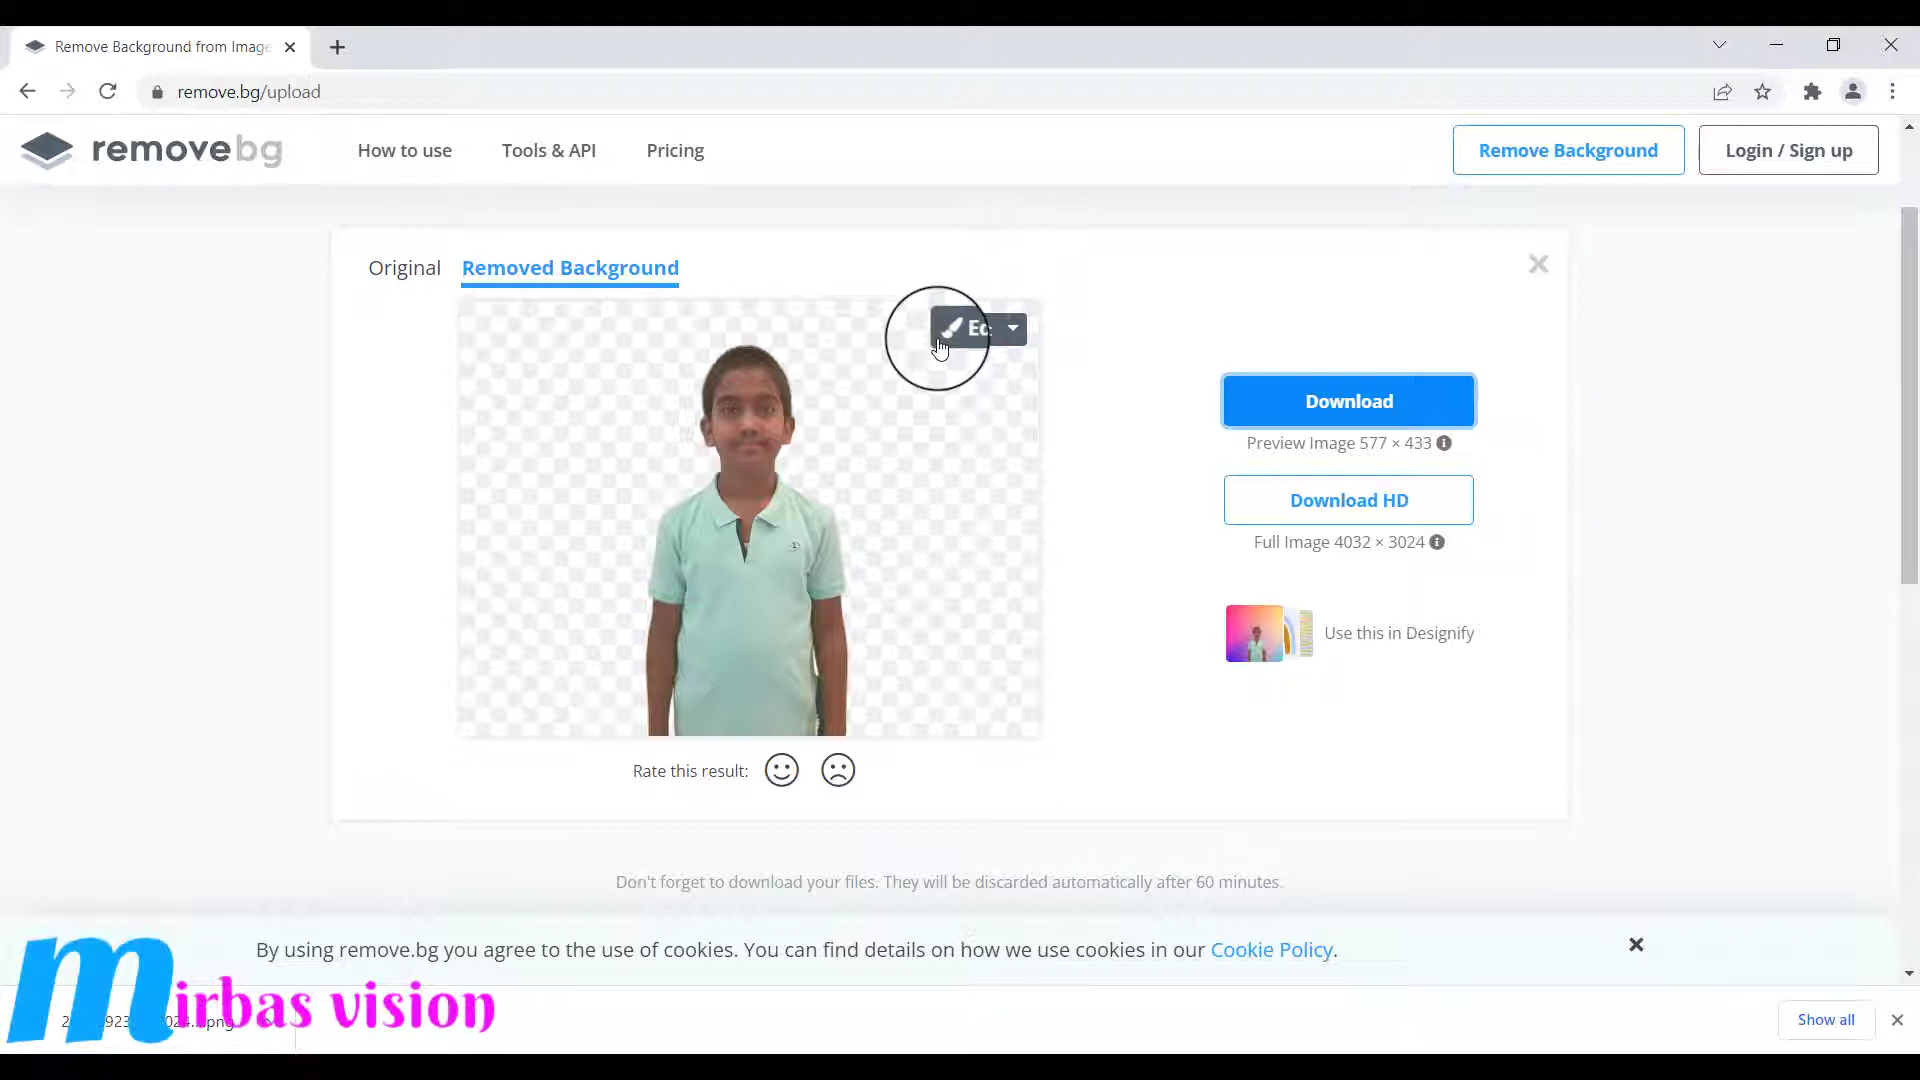 Remove Background from Image
remove.bg/upload
removebg
How to use
Tools & API
Pricing
Remove Background
Login / Sign up
Original
Removed Background
Download
Preview Image 577 × 433
Download HD
Full Image 4032 × 3024
Use this in Designify
Rate this result:
Don't forget to download your files. They will be discarded automatically after 60 minutes.
By using remove.bg you agree to the use of cookies. You can find details on how we use cookies in our Cookie Policy.
mirbas vision
Show all